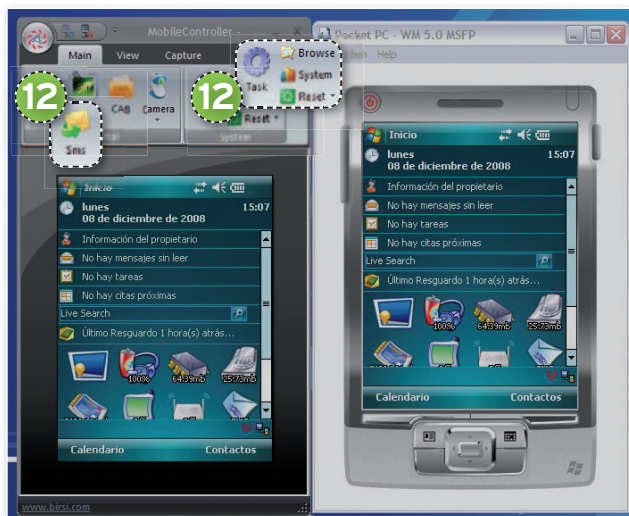 MobileController -
Main View Capture
12
CAB Camera
Sms
12
Task
Browse
System
Reset
Reset
System
Inicio
lunes 15:07
08 de diciembre de 2008
Información del propietario
No hay mensajes sin leer
No hay tareas
No hay citas próximas
Live Search
Último Resguardo 1 hora(s) atrás...
100% 64.39mb 25.73mb
Calendario Contactos
www.birsi.com
Pocket PC - WM 5.0 MSFP
Help
Inicio
lunes 15:07
08 de diciembre de 2008
Información del propietario
No hay mensajes sin leer
No hay tareas
No hay citas próximas
Live Search
Último Resguardo 1 hora(s) atrás...
100% 64.39mb 25.73mb
Calendario Contactos